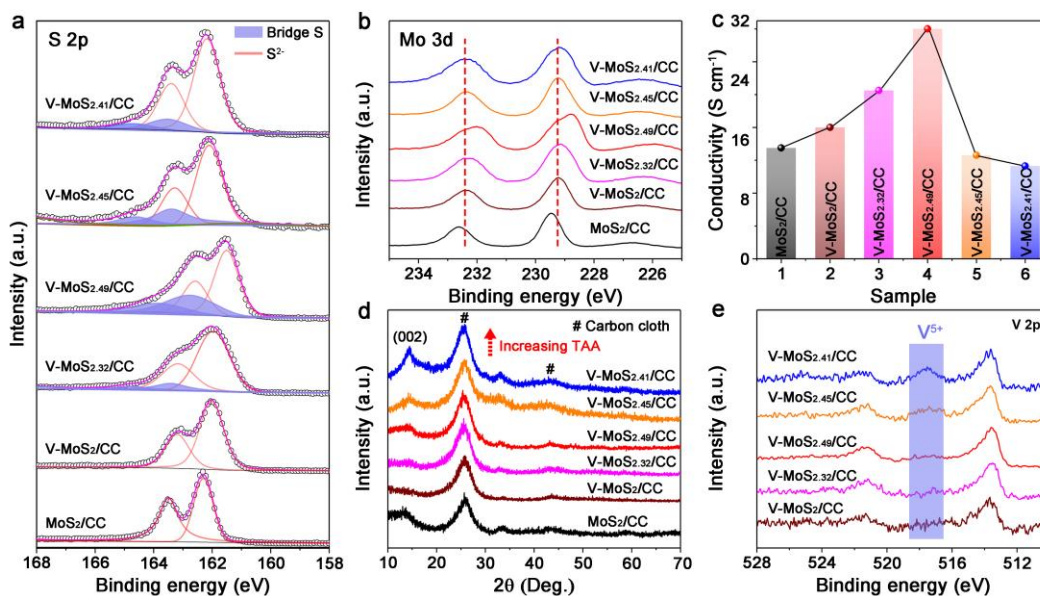 a
S 2p
Bridge S
S²⁻
V-MoS₂.₄₁/CC
V-MoS₂.₄₅/CC
V-MoS₂.₄₉/CC
V-MoS₂.₃₂/CC
V-MoS₂/CC
MoS₂/CC
Intensity (a.u.)
168 166 164 162 160 158
Binding energy (eV)
b
Mo 3d
V-MoS₂.₄₁/CC
V-MoS₂.₄₅/CC
V-MoS₂.₄₉/CC
V-MoS₂.₃₂/CC
V-MoS₂/CC
MoS₂/CC
Intensity (a.u.)
234 232 230 228 226
Binding energy (eV)
c
32
24
16
8
0
Conductivity (S cm⁻¹)
MoS₂/CC
V-MoS₂/CC
V-MoS₂.₃₂/CC
V-MoS₂.₄₉/CC
V-MoS₂.₄₅/CC
V-MoS₂.₄₁/CC
1 2 3 4 5 6
Sample
d
(002)
#
# Carbon cloth
Increasing TAA
#
V-MoS₂.₄₁/CC
V-MoS₂.₄₅/CC
V-MoS₂.₄₉/CC
V-MoS₂.₃₂/CC
V-MoS₂/CC
MoS₂/CC
Intensity (a.u.)
10 20 30 40 50 60 70
2θ (Deg.)
e
V⁵⁺
V 2p
V-MoS₂.₄₁/CC
V-MoS₂.₄₅/CC
V-MoS₂.₄₉/CC
V-MoS₂.₃₂/CC
V-MoS₂/CC
Intensity (a.u.)
528 524 520 516 512
Binding energy (eV)